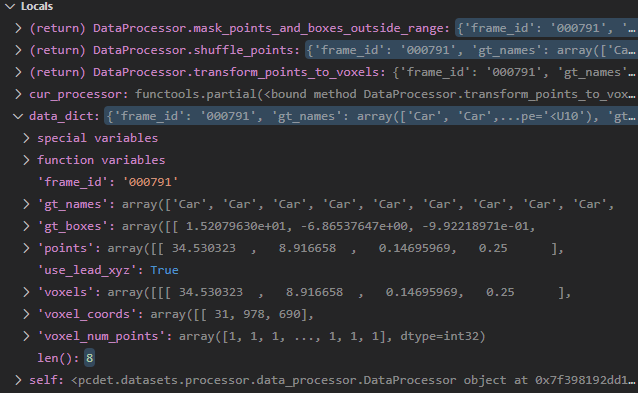 Locals
(return) DataProcessor.mask_points_and_boxes_outside_range: {'frame_id': '000791', '…
(return) DataProcessor.shuffle_points: {'frame_id': '000791', 'gt_names': array(['Ca…
(return) DataProcessor.transform_points_to_voxels: {'frame_id': '000791', 'gt_names'…
cur_processor: functools.partial(<bound method DataProcessor.transform_points_to_vox…
data_dict: {'frame_id': '000791', 'gt_names': array(['Car', 'Car',...pe='<U10'), 'gt…
special variables
function variables
'frame_id': '000791'
'gt_names': array(['Car', 'Car', 'Car', 'Car', 'Car', 'Car', 'Car', 'Car', 'Car',
'gt_boxes': array([[ 1.52079630e+01, -6.86537647e+00, -9.92218971e-01,
'points': array([[ 34.530323 , 8.916658 , 0.14695969, 0.25 ],
'use_lead_xyz': True
'voxels': array([[[ 34.530323 , 8.916658 , 0.14695969, 0.25 ],
'voxel_coords': array([[ 31, 978, 690],
'voxel_num_points': array([1, 1, 1, ..., 1, 1, 1], dtype=int32)
len(): 8
self: <pcdet.datasets.processor.data_processor.DataProcessor object at 0x7f398192dd1…